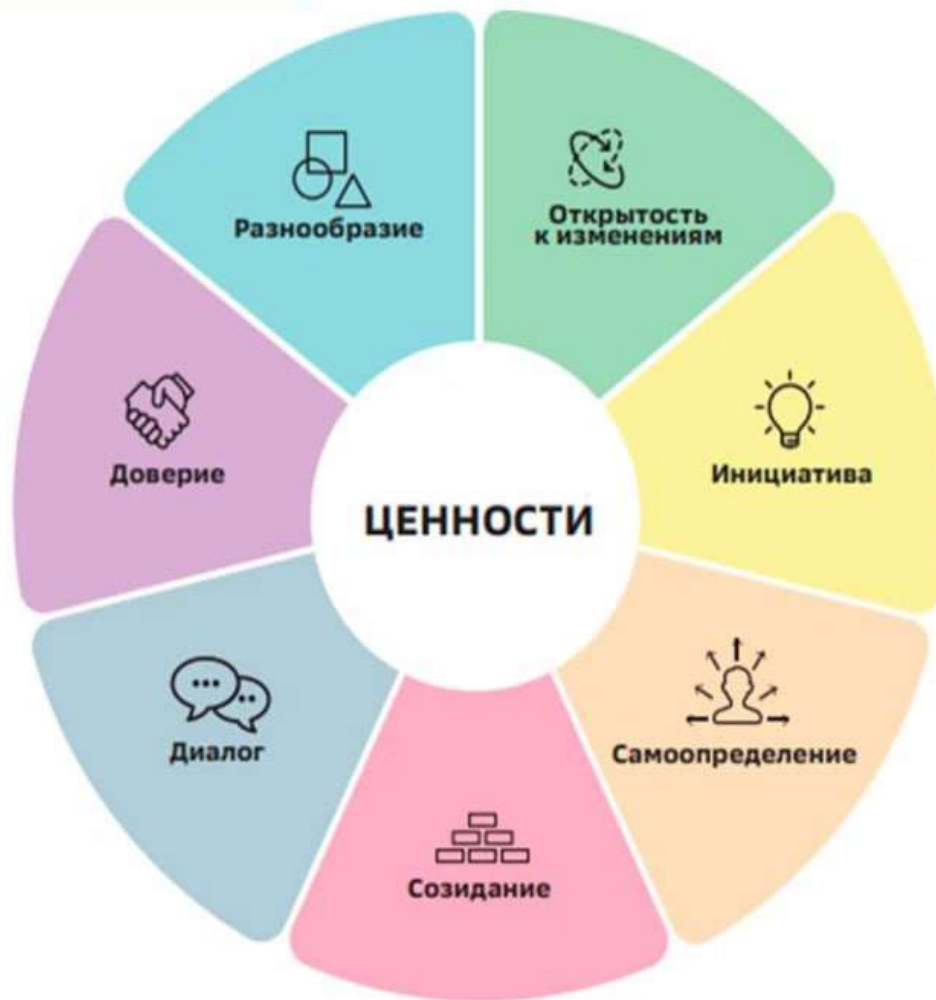 Разнообразие
Открытость
к изменениям
Доверие
Инициатива
ЦЕННОСТИ
Диалог
Самоопределение
Созидание